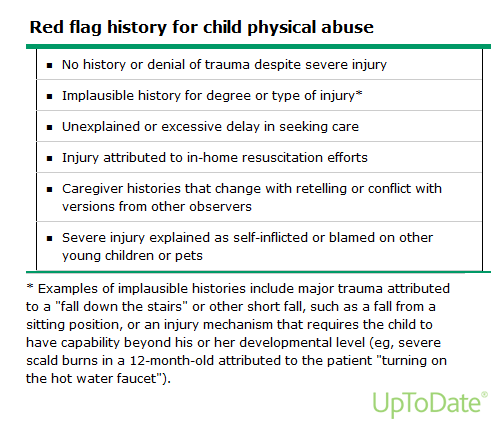 Red flag history for child physical abuse
▪ No history or denial of trauma despite severe injury
▪ Implausible history for degree or type of injury*
▪ Unexplained or excessive delay in seeking care
▪ Injury attributed to in-home resuscitation efforts
▪ Caregiver histories that change with retelling or conflict with
versions from other observers
▪ Severe injury explained as self-inflicted or blamed on other
young children or pets
* Examples of implausible histories include major trauma attributed
to a "fall down the stairs" or other short fall, such as a fall from a
sitting position, or an injury mechanism that requires the child to
have capability beyond his or her developmental level (eg, severe
scald burns in a 12-month-old attributed to the patient "turning on
the hot water faucet").
UpToDate®